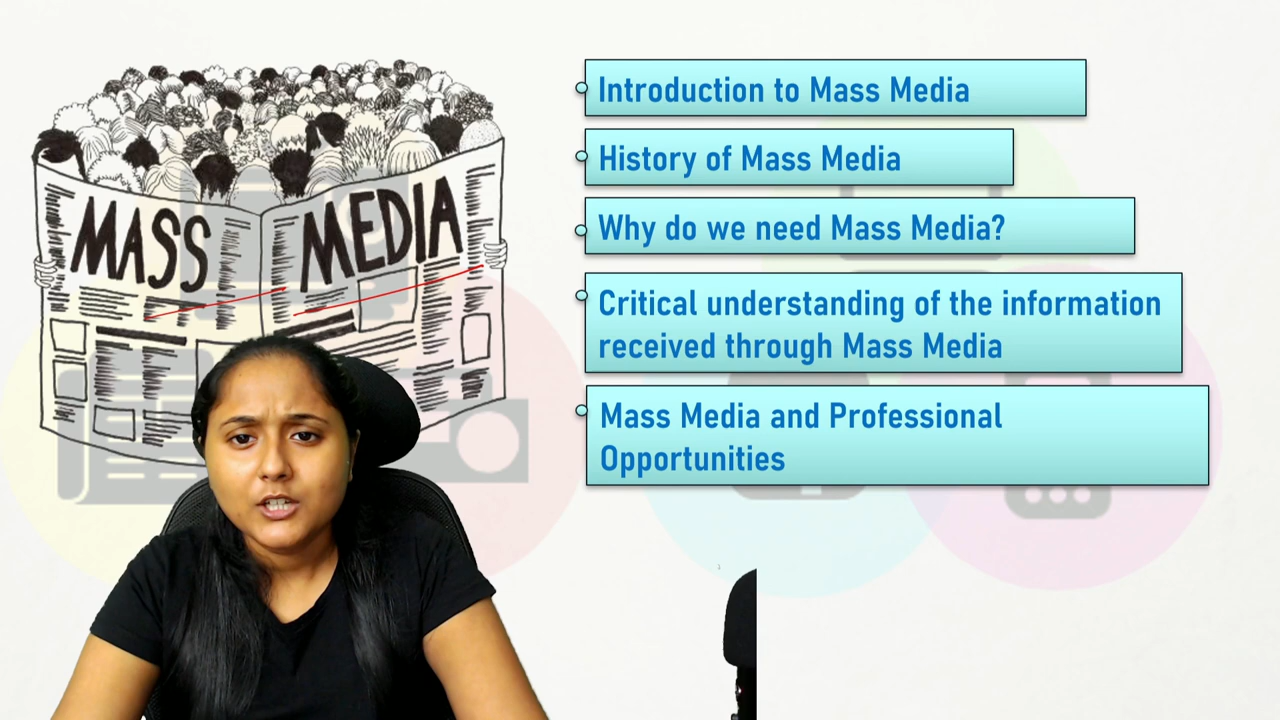 MASS MEDIA
Introduction to Mass Media
History of Mass Media
Why do we need Mass Media?
Critical understanding of the information
received through Mass Media
Mass Media and Professional
Opportunities
1